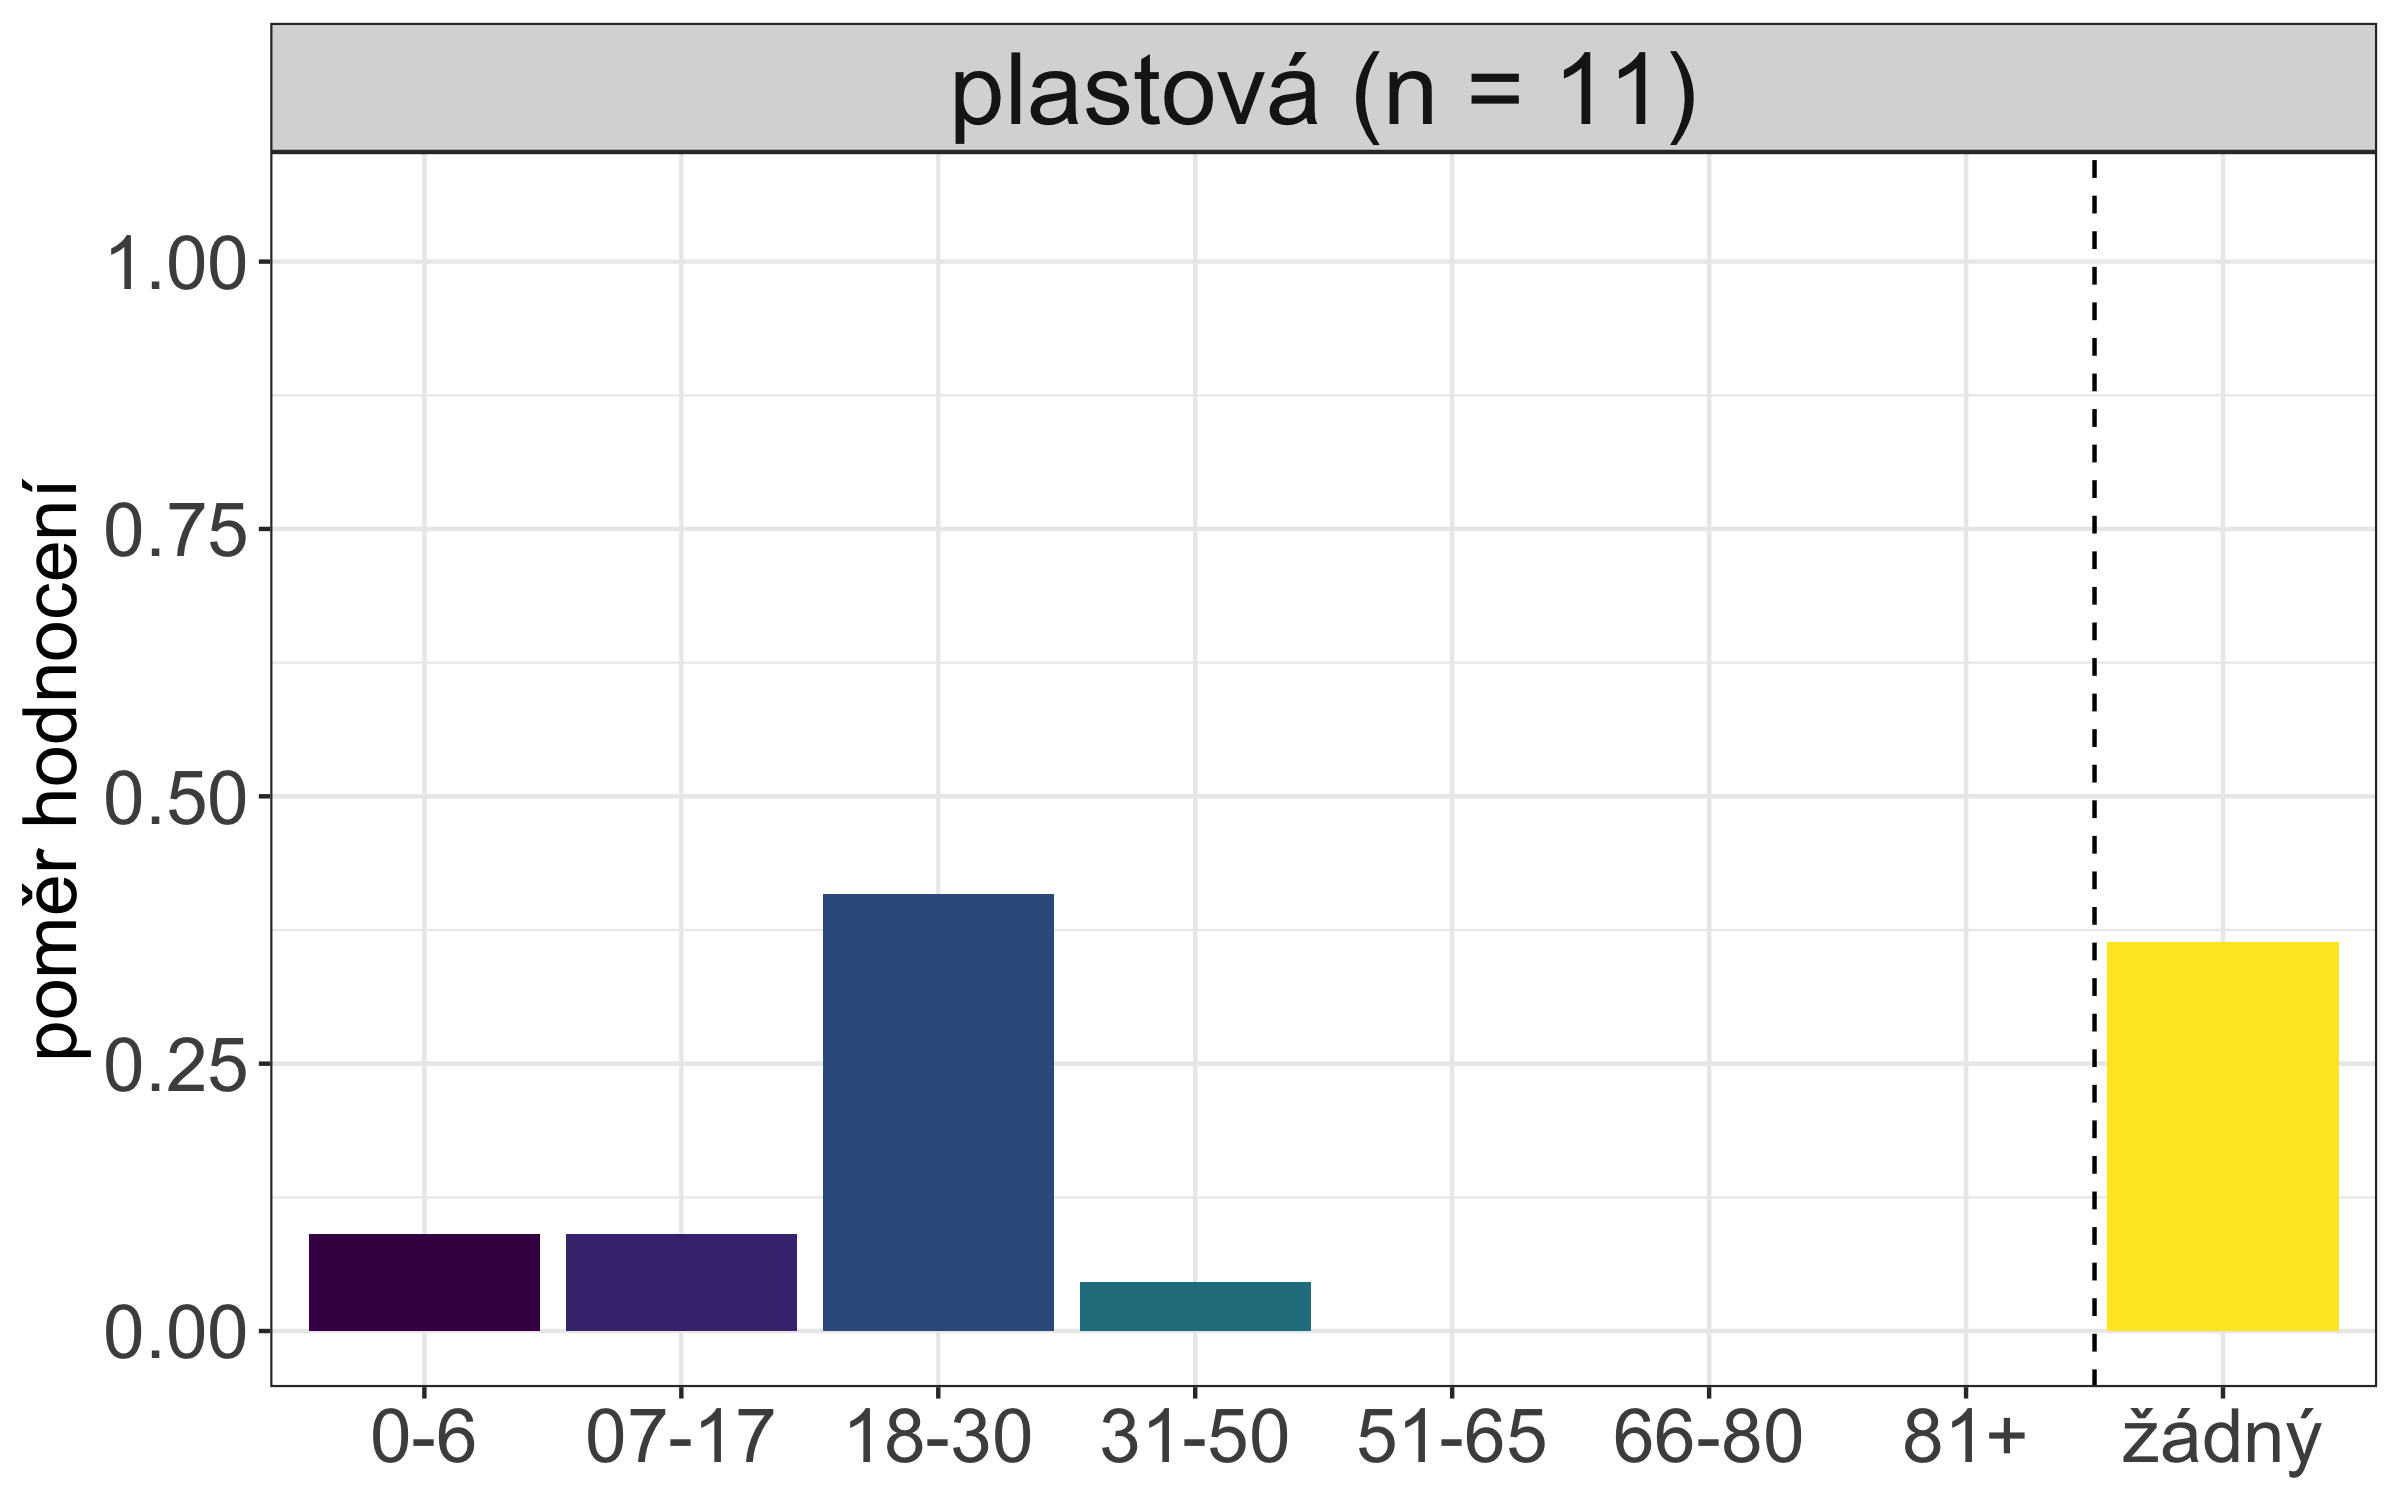 plastová (n = 11)
poměr hodnocení
1.00
0.75
0.50
0.25
0.00
0-6 07-17 18-30 31-50 51-65 66-80 81+ žádný